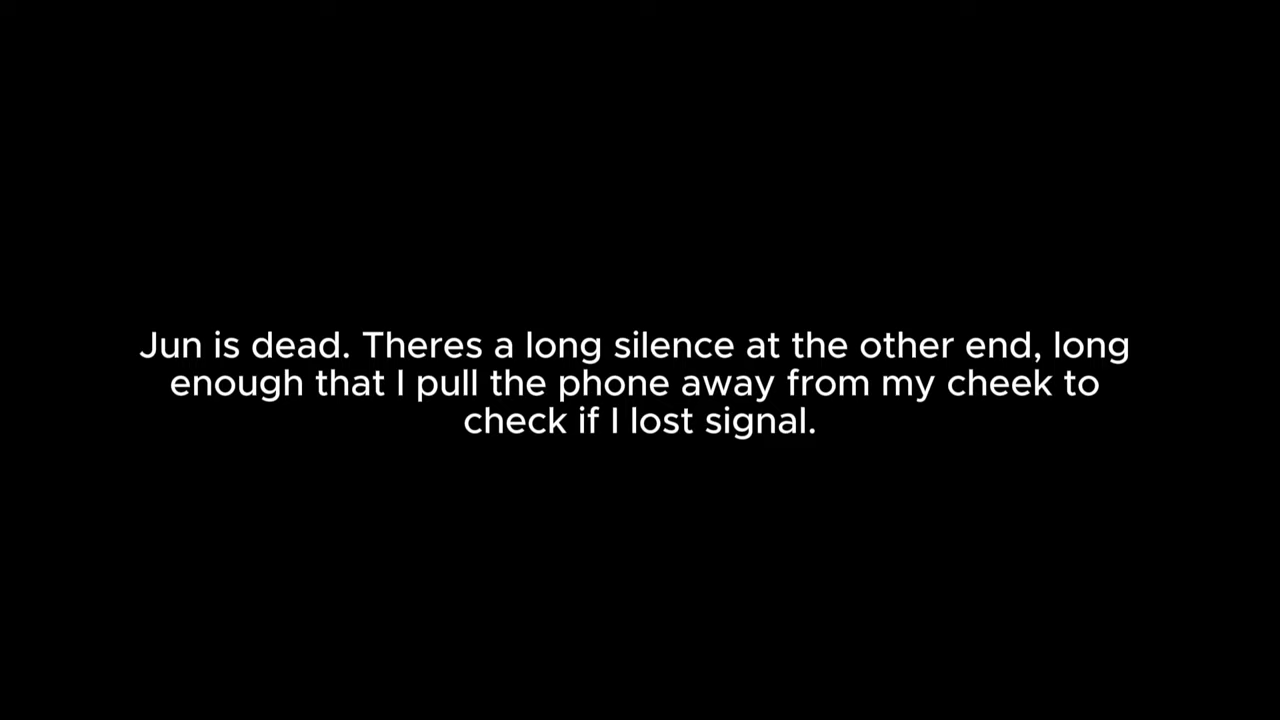 Jun is dead. Theres a long silence at the other end, long
enough that I pull the phone away from my cheek to
check if I lost signal.